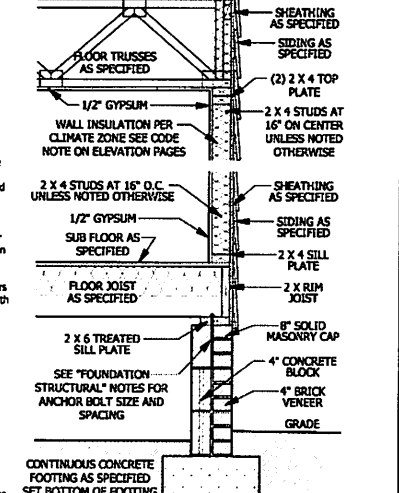 SHEATHING
AS SPECIFIED
SIDING AS
SPECIFIED
FLOOR TRUSSES
AS SPECIFIED
(2) 2 X 4 TOP
PLATE
1/2" GYPSUM
2 X 4 STUDS AT
16" ON CENTER
UNLESS NOTED
OTHERWISE
WALL INSULATION PER
CLIMATE ZONE SEE CODE
NOTE ON ELEVATION PAGES
2 X 4 STUDS AT 16" O.C.
UNLESS NOTED OTHERWISE
SHEATHING
AS SPECIFIED
1/2" GYPSUM
SIDING AS
SPECIFIED
SUB FLOOR AS
SPECIFIED
2 X 4 SILL
PLATE
FLOOR JOIST
AS SPECIFIED
2 X RIM
JOIST
2 X 6 TREATED
SILL PLATE
8" SOLID
MASONRY CAP
SEE "FOUNDATION
STRUCTURAL" NOTES FOR
ANCHOR BOLT SIZE AND
SPACING
4" CONCRETE
BLOCK
4" BRICK
VENEER
GRADE
CONTINUOUS CONCRETE
FOOTING AS SPECIFIED
SET BOTTOM OF FOOTING